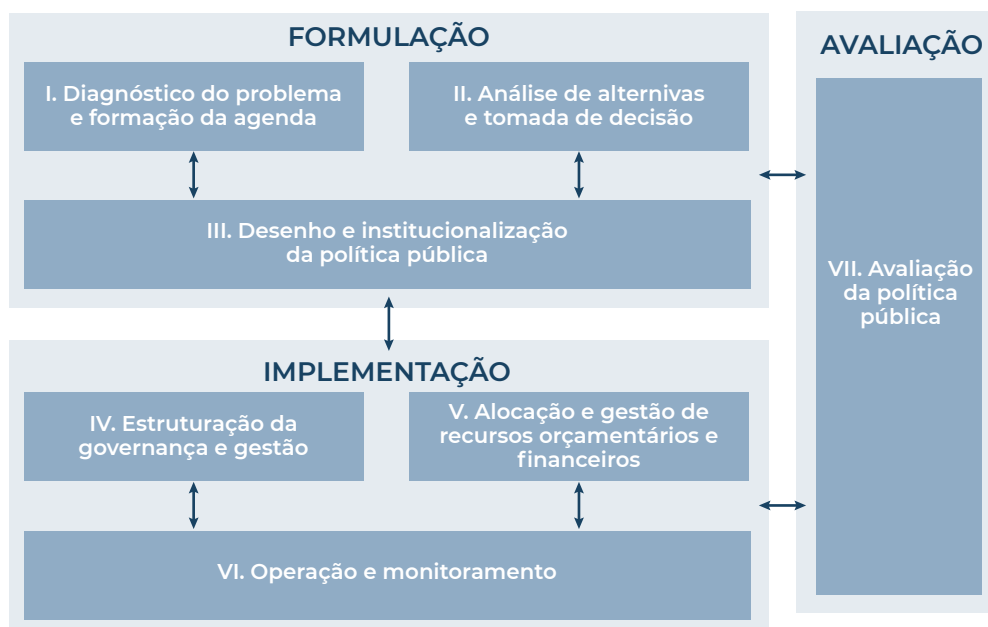 FORMULAÇÃO
I. Diagnóstico do problema
e formação da agenda
II. Análise de alternivas
e tomada de decisão
III. Desenho e institucionalização
da política pública
IMPLEMENTAÇÃO
IV. Estruturação da
governança e gestão
V. Alocação e gestão de
recursos orçamentários e
financeiros
VI. Operação e monitoramento
AVALIAÇÃO
VII. Avaliação
da política
pública